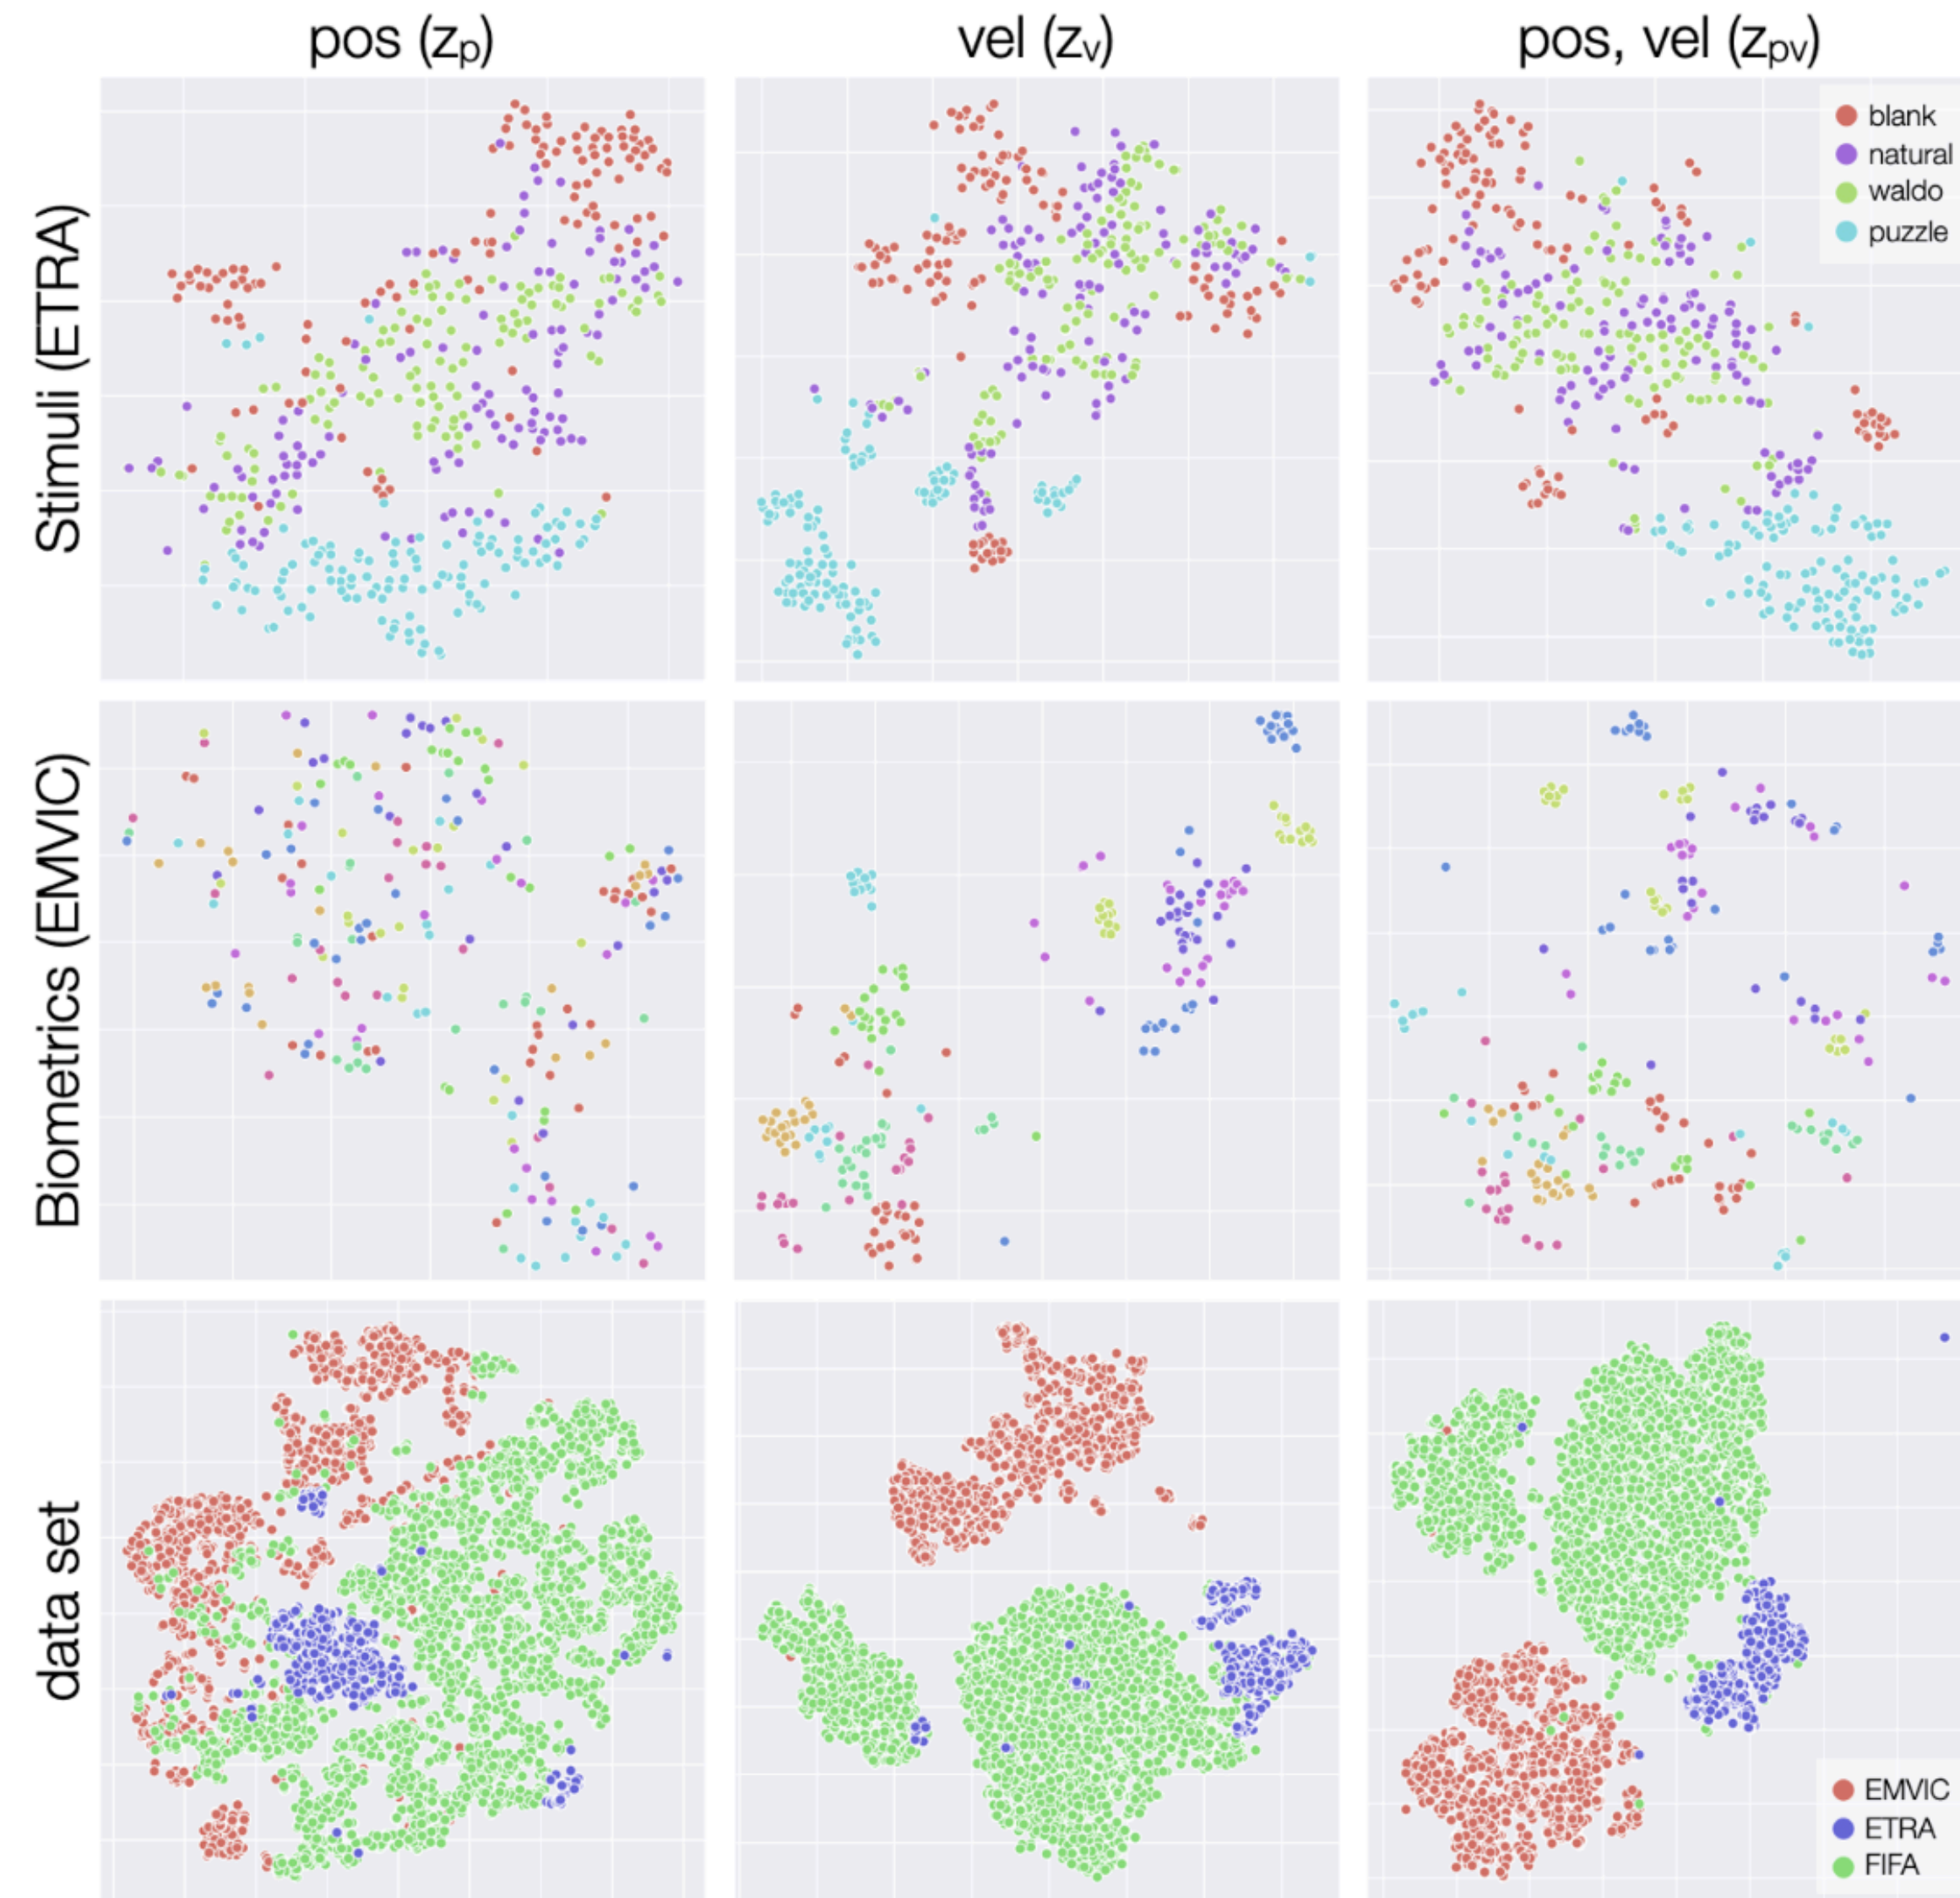 pos (zp)
vel (zv)
pos, vel (zpv)
Stimuli (ETRA)
blank
natural
waldo
puzzle
Biometrics (EMVIC)
data set
EMVIC
ETRA
FIFA